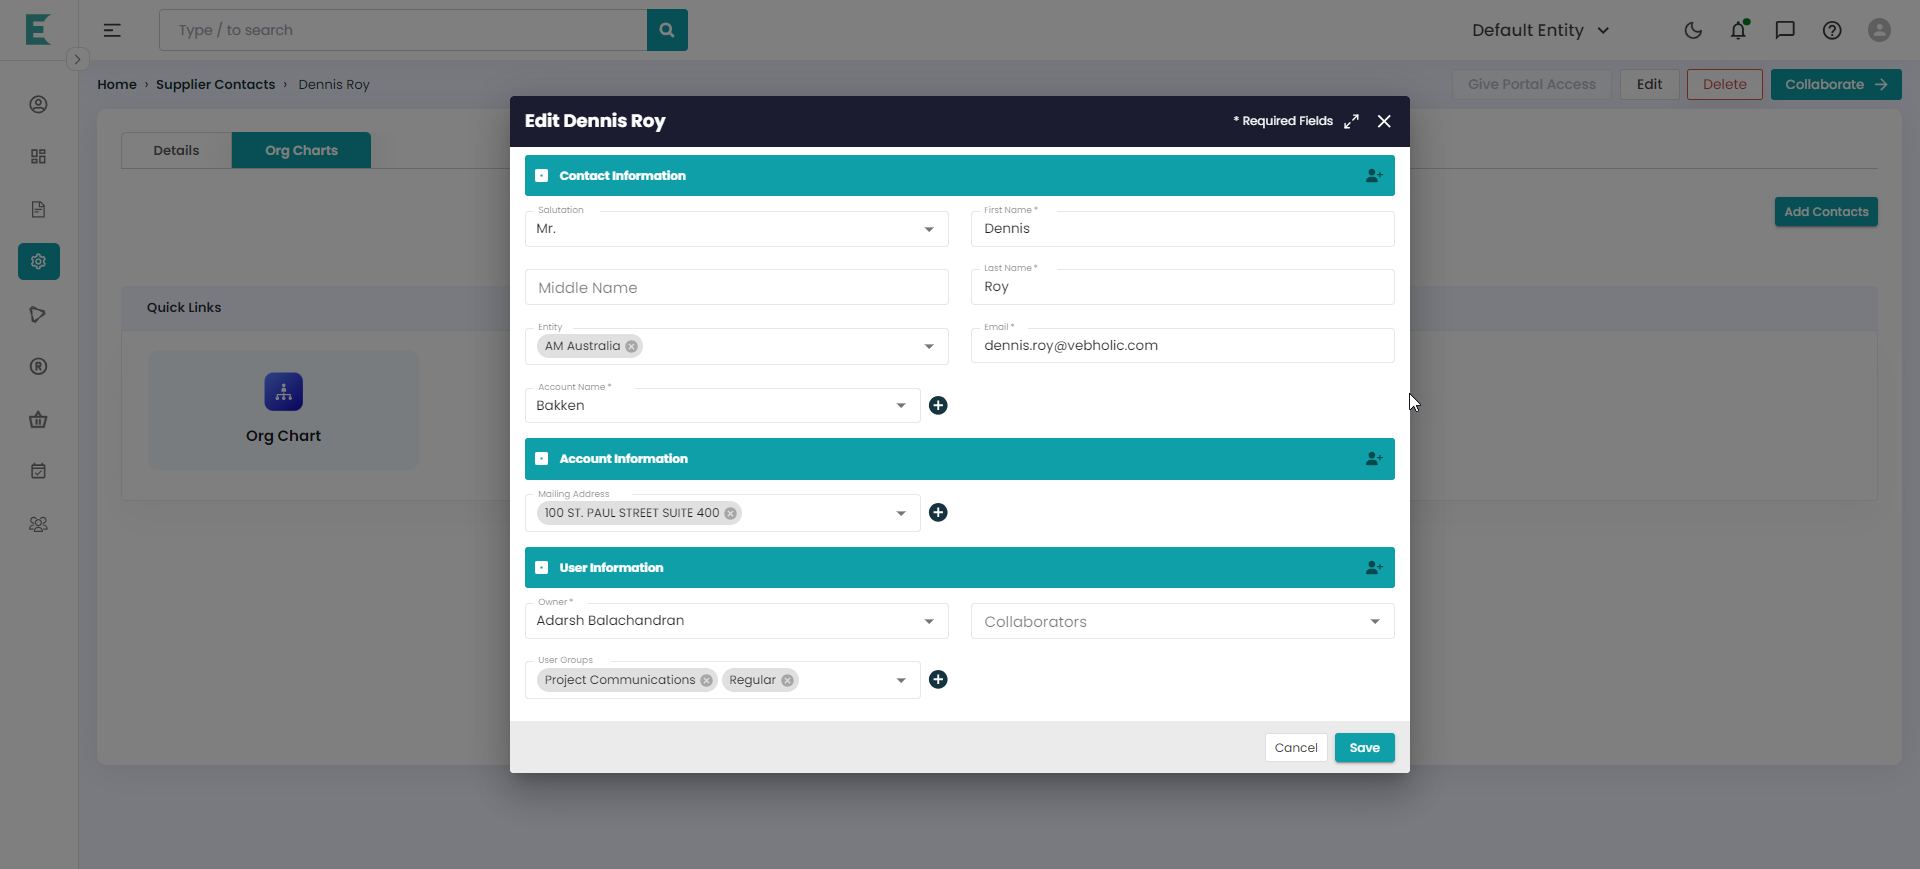 Type / to search
Default Entity
Home › Supplier Contacts › Dennis Roy
Give Portal Access
Edit
Delete
Collaborate
Details
Org Charts
Add Contacts
Quick Links
Org Chart
Edit Dennis Roy
* Required Fields
Contact Information
Salutation
Mr.
First Name *
Dennis
Middle Name
Last Name *
Roy
Entity
AM Australia
Email *
dennis.roy@vebholic.com
Account Name *
Bakken
Account Information
Mailing Address
100 ST. PAUL STREET SUITE 400
User Information
Owner *
Adarsh Balachandran
Collaborators
User Groups
Project Communications
Regular
Cancel
Save